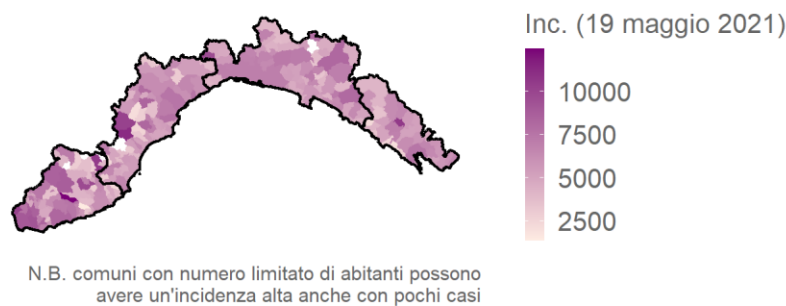 Inc. (19 maggio 2021)
10000
7500
5000
2500
N.B. comuni con numero limitato di abitanti possono
avere un'incidenza alta anche con pochi casi